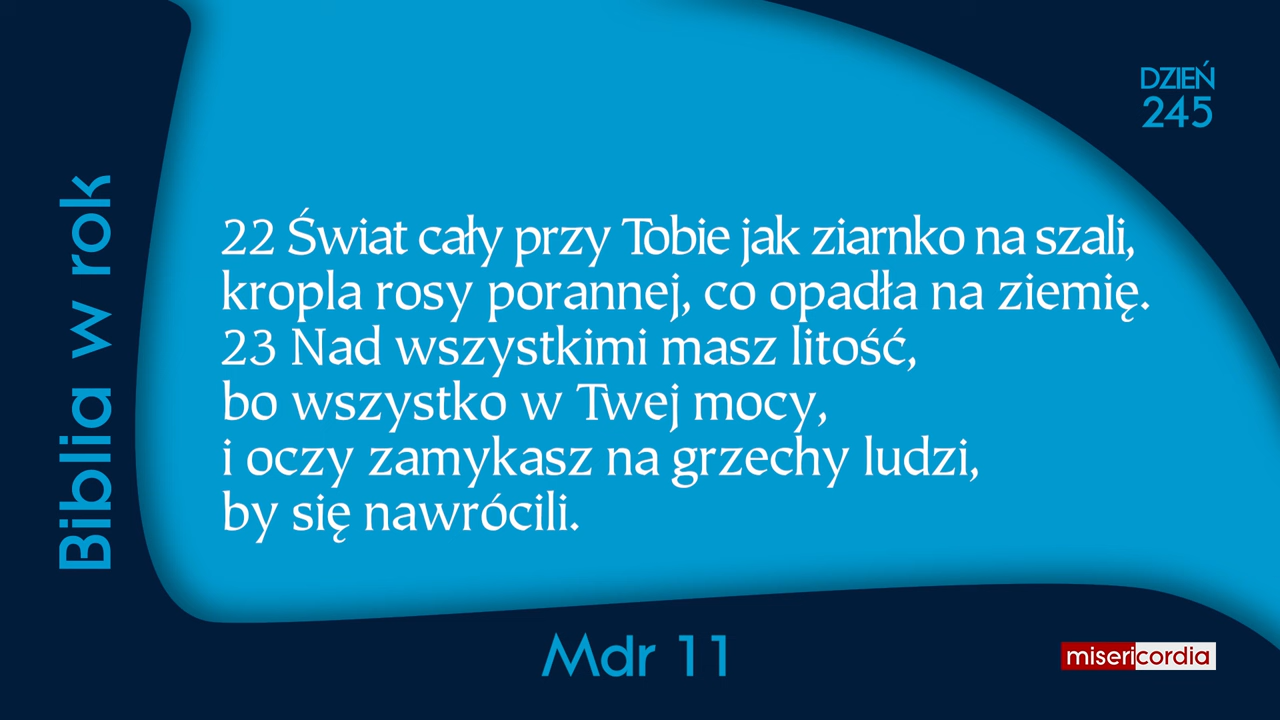 DZIEŃ
245
Biblia w rok
22 Świat cały przy Tobie jak ziarnko na szali,
kropla rosy porannej, co opadła na ziemię.
23 Nad wszystkimi masz litość,
bo wszystko w Twej mocy,
i oczy zamykasz na grzechy ludzi,
by się nawrócili.
Mdr 11
misericordia